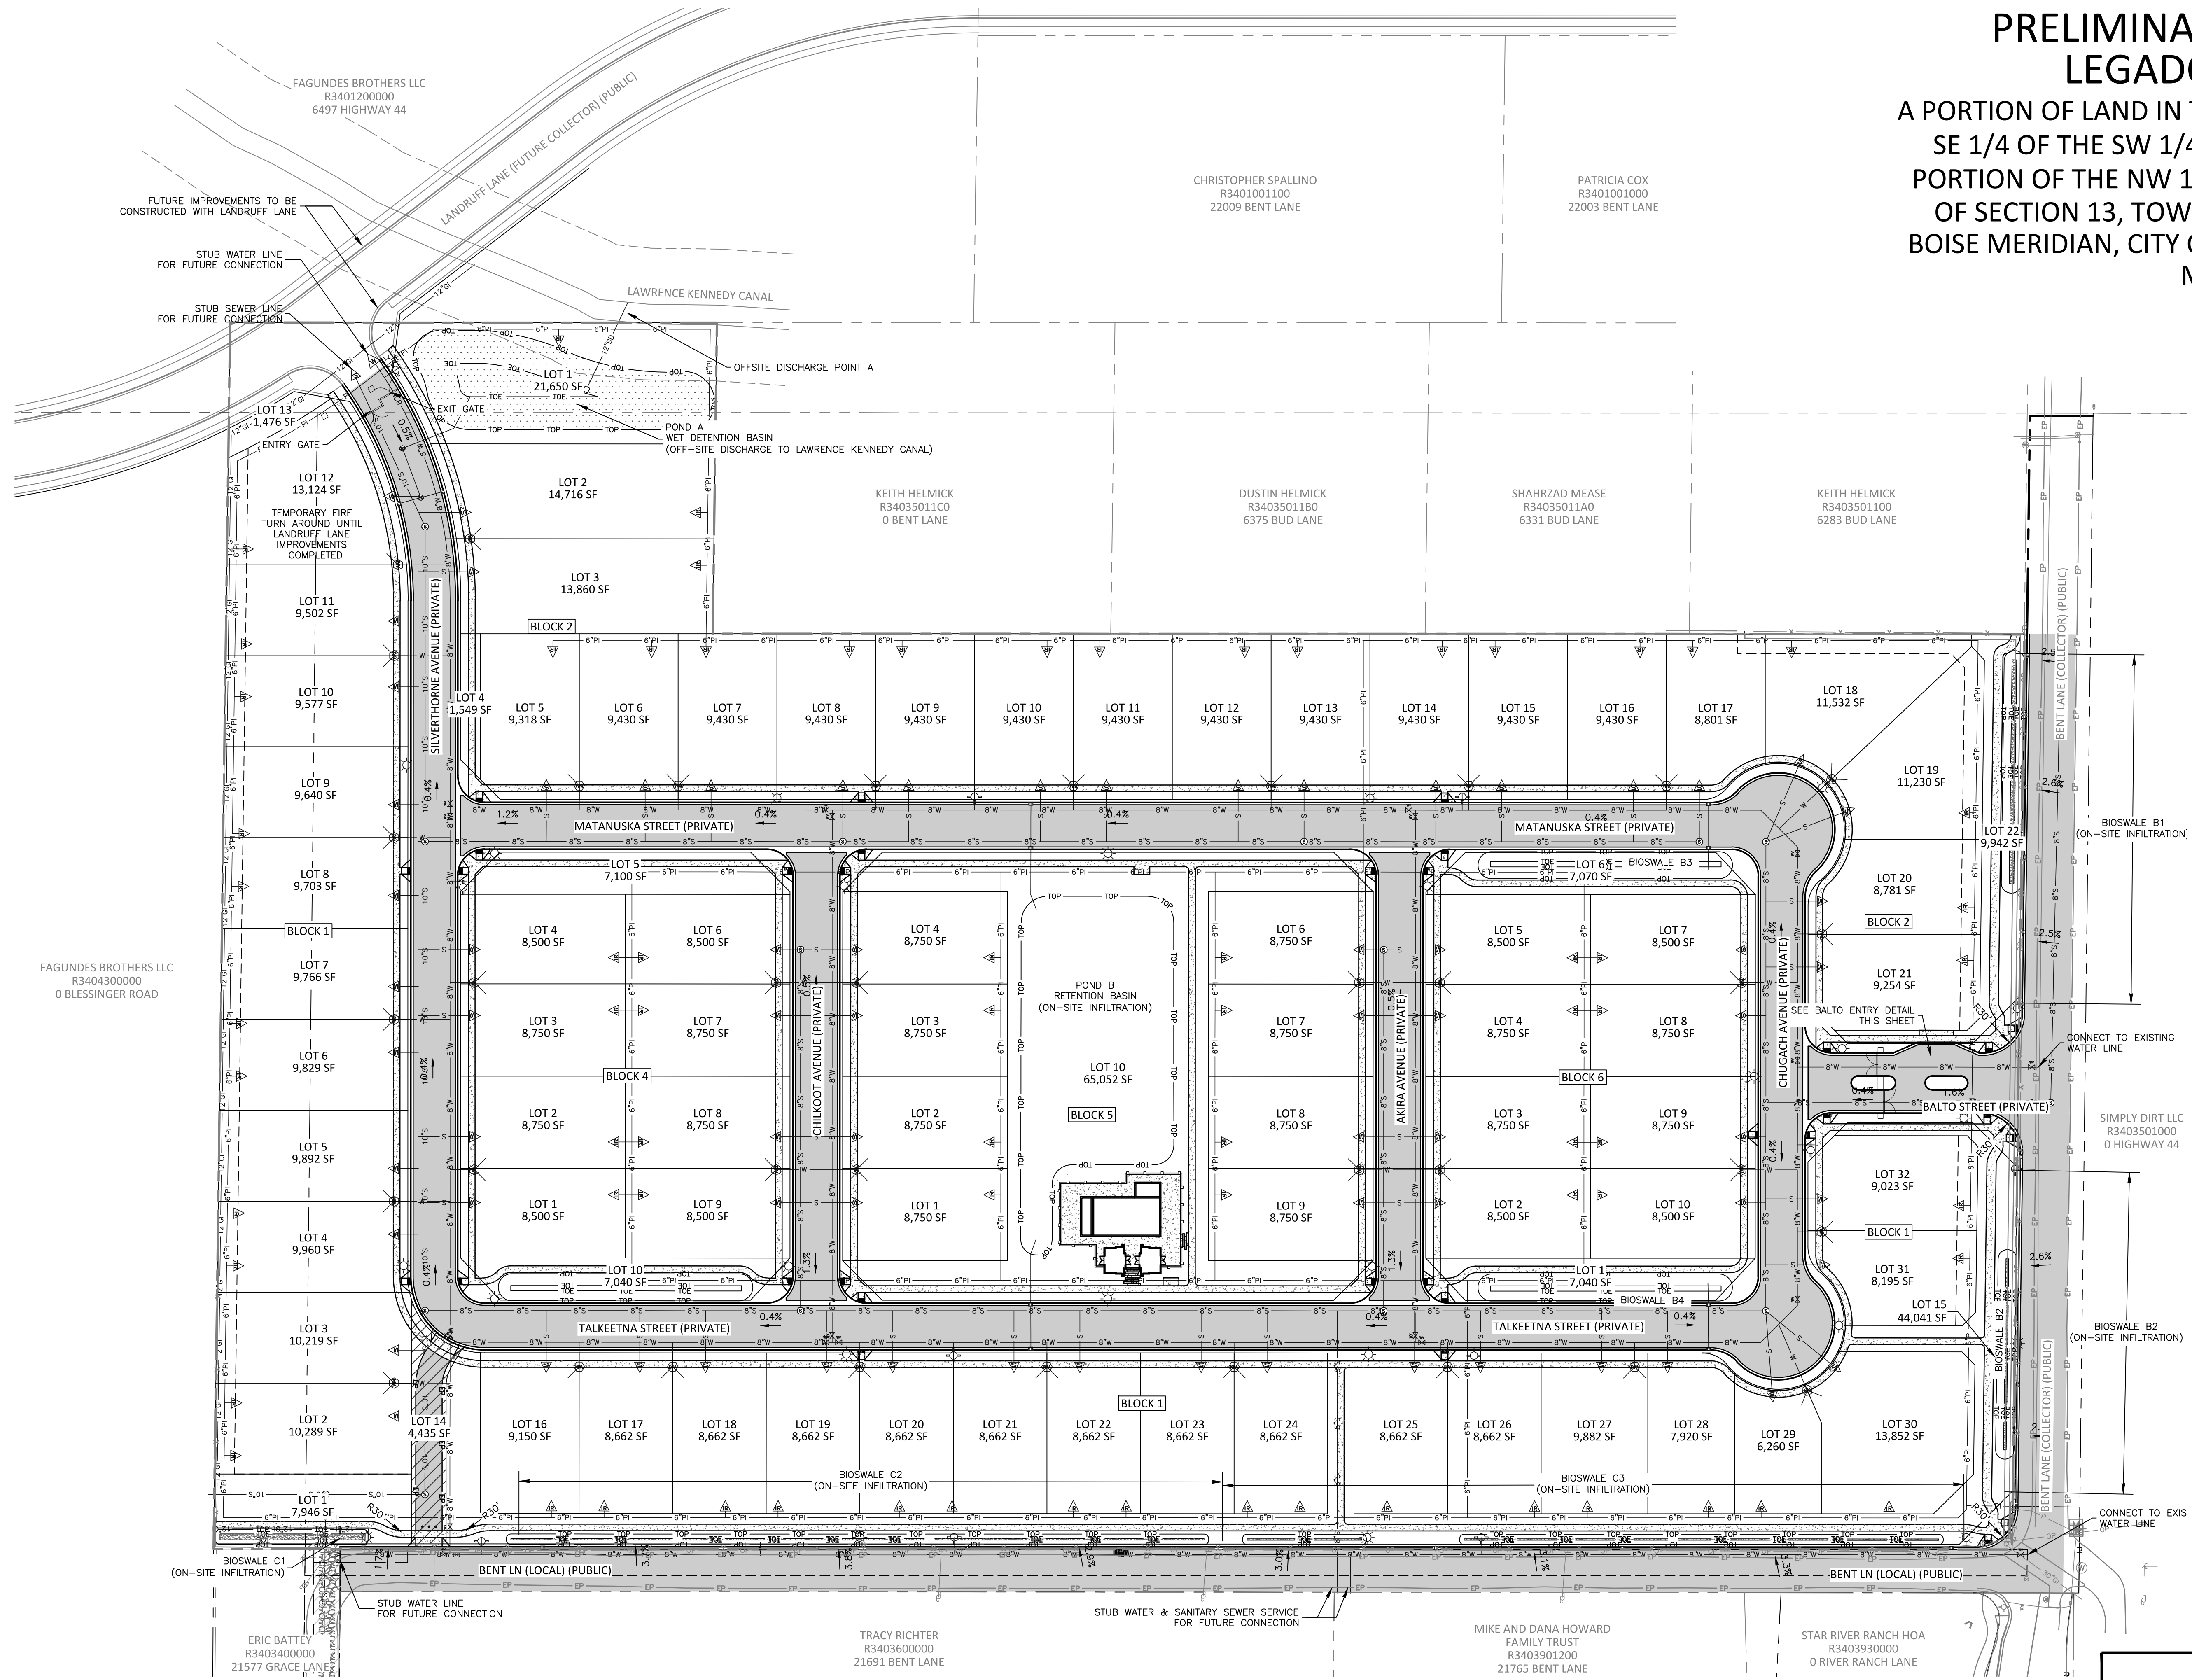 PRELIMINA
LEGAD
A PORTION OF LAND IN
SE 1/4 OF THE SW 1/4
PORTION OF THE NW 1
OF SECTION 13, TOW
BOISE MERIDIAN, CITY
FAGUNDES BROTHERS LLC
R3401200000
6497 HIGHWAY 44
LANDRUFF LANE (FUTURE COLLECTOR) (PUBLIC)
CHRISTOPHER SPALLINO
R3401001100
22009 BENT LANE
PATRICIA COX
R3401001000
22003 BENT LANE
FUTURE IMPROVEMENTS TO BE
CONSTRUCTED WITH LANDRUFF LANE
STUB WATER LINE
FOR FUTURE CONNECTION
STUB SEWER LINE
FOR FUTURE CONNECTION
LAWRENCE KENNEDY CANAL
OFFSITE DISCHARGE POINT A
LOT 1
21,650 SF
EXIT GATE
POND A
WET DETENTION BASIN
(OFF-SITE DISCHARGE TO LAWRENCE KENNEDY CANAL)
LOT 13
1,476 SF
ENTRY GATE
LOT 12
13,124 SF
TEMPORARY FIRE
TURN AROUND UNTIL
LANDRUFF LANE
IMPROVEMENTS
COMPLETED
LOT 2
14,716 SF
LOT 3
13,860 SF
BLOCK 2
KEITH HELMICK
R34035011C0
0 BENT LANE
DUSTIN HELMICK
R34035011B0
6375 BUD LANE
SHAHRZAD MEASE
R34035011A0
6331 BUD LANE
KEITH HELMICK
R3403501100
6283 BUD LANE
BENT LANE (COLLECTOR) (PUBLIC)
SILVERTHORNE AVENUE (PRIVATE)
LOT 11
9,502 SF
LOT 10
9,577 SF
LOT 9
9,640 SF
LOT 8
9,703 SF
BLOCK 1
LOT 7
9,766 SF
LOT 6
9,829 SF
LOT 5
9,892 SF
LOT 4
9,960 SF
LOT 3
10,219 SF
LOT 2
10,289 SF
LOT 1
7,946 SF
FAGUNDES BROTHERS LLC
R3404300000
0 BLESSINGER ROAD
LOT 4
1,549 SF
LOT 5
9,318 SF
LOT 6
9,430 SF
LOT 7
9,430 SF
LOT 8
9,430 SF
LOT 9
9,430 SF
LOT 10
9,430 SF
LOT 11
9,430 SF
LOT 12
9,430 SF
LOT 13
9,430 SF
LOT 14
9,430 SF
LOT 15
9,430 SF
LOT 16
9,430 SF
LOT 17
8,801 SF
LOT 18
11,532 SF
LOT 19
11,230 SF
LOT 22
9,942 SF
BIOSWALE B1
(ON-SITE INFILTRATION
LOT 20
8,781 SF
BLOCK 2
LOT 21
9,254 SF
MATANUSKA STREET (PRIVATE)
MATANUSKA STREET (PRIVATE)
1.2%
0.4%
0.4%
0.4%
LOT 5
7,100 SF
LOT 4
8,500 SF
LOT 6
8,500 SF
LOT 3
8,750 SF
LOT 7
8,750 SF
BLOCK 4
LOT 2
8,750 SF
LOT 8
8,750 SF
LOT 1
8,500 SF
LOT 9
8,500 SF
LOT 10
7,040 SF
CHILKOOT AVENUE (PRIVATE)
LOT 4
8,750 SF
LOT 3
8,750 SF
LOT 2
8,750 SF
LOT 1
8,750 SF
POND B
RETENTION BASIN
(ON-SITE INFILTRATION)
LOT 10
65,052 SF
BLOCK 5
LOT 6
8,750 SF
LOT 7
8,750 SF
LOT 8
8,750 SF
LOT 9
8,750 SF
AKIRA AVENUE (PRIVATE)
LOT 6
7,070 SF
BIOSWALE B3
LOT 5
8,500 SF
LOT 7
8,500 SF
LOT 4
8,750 SF
LOT 8
8,750 SF
BLOCK 6
LOT 3
8,750 SF
LOT 9
8,750 SF
LOT 2
8,500 SF
LOT 10
8,500 SF
LOT 1
7,040 SF
BIOSWALE B4
CHUGACH AVENUE (PRIVATE)
SEE BALTO ENTRY DETAIL
THIS SHEET
CONNECT TO EXISTING
WATER LINE
0.4%
1.6%
BALTO STREET (PRIVATE)
SIMPLY DIRT LLC
R3403501000
0 HIGHWAY 44
LOT 32
9,023 SF
BLOCK 1
LOT 31
8,195 SF
LOT 15
44,041 SF
2.6%
BIOSWALE B2
BIOSWALE B2
(ON-SITE INFILTRATION)
BENT LANE (COLLECTOR) (PUBLIC)
TALKEETNA STREET (PRIVATE)
TALKEETNA STREET (PRIVATE)
0.4%
0.4%
0.4%
BLOCK 1
LOT 14
4,435 SF
LOT 16
9,150 SF
LOT 17
8,662 SF
LOT 18
8,662 SF
LOT 19
8,662 SF
LOT 20
8,662 SF
LOT 21
8,662 SF
LOT 22
8,662 SF
LOT 23
8,662 SF
LOT 24
8,662 SF
LOT 25
8,662 SF
LOT 26
8,662 SF
LOT 27
9,882 SF
LOT 28
7,920 SF
LOT 29
6,260 SF
LOT 30
13,852 SF
BIOSWALE C2
(ON-SITE INFILTRATION)
BIOSWALE C3
(ON-SITE INFILTRATION)
R30'
R30'
R30'
CONNECT TO EXIS
WATER LINE
BIOSWALE C1
(ON-SITE INFILTRATION)
BENT LN (LOCAL) (PUBLIC)
BENT LN (LOCAL) (PUBLIC)
STUB WATER LINE
FOR FUTURE CONNECTION
STUB WATER & SANITARY SEWER SERVICE
FOR FUTURE CONNECTION
ERIC BATTEY
R3403400000
21577 GRACE LANE
TRACY RICHTER
R3403600000
21691 BENT LANE
MIKE AND DANA HOWARD
FAMILY TRUST
R3403901200
21765 BENT LANE
STAR RIVER RANCH HOA
R3403930000
0 RIVER RANCH LANE